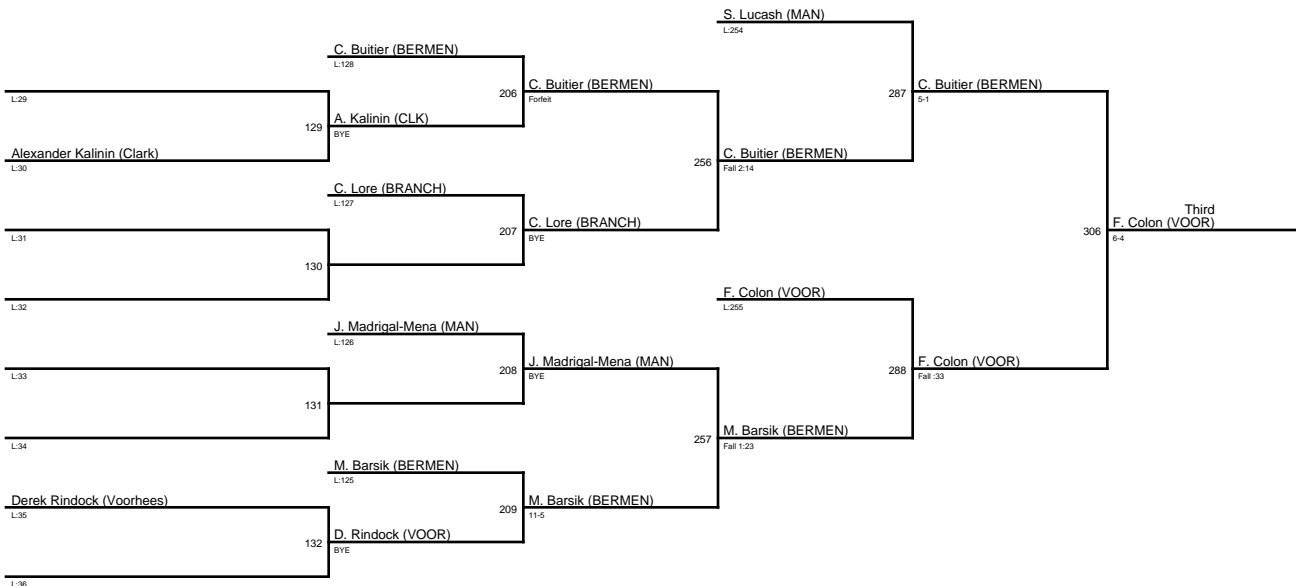 S. Lucash (MAN)
L:254
C. Buitier (BERMEN)
L:128
L:29
206
C. Buitier (BERMEN)
Forfeit
287
C. Buitier (BERMEN)
5-1
129
A. Kalinin (CLK)
BYE
Alexander Kalinin (Clark)
L:30
256
C. Buitier (BERMEN)
Fall 2:14
C. Lore (BRANCH)
L:127
L:31
207
C. Lore (BRANCH)
BYE
306
Third
F. Colon (VOOR)
6-4
130
L:32
F. Colon (VOOR)
L:255
J. Madrigal-Mena (MAN)
L:126
L:33
208
J. Madrigal-Mena (MAN)
BYE
288
F. Colon (VOOR)
Fall :33
131
L:34
257
M. Barsik (BERMEN)
Fall 1:23
M. Barsik (BERMEN)
L:125
Derek Rindock (Voorhees)
L:35
209
M. Barsik (BERMEN)
11-5
132
D. Rindock (VOOR)
BYE
L:36